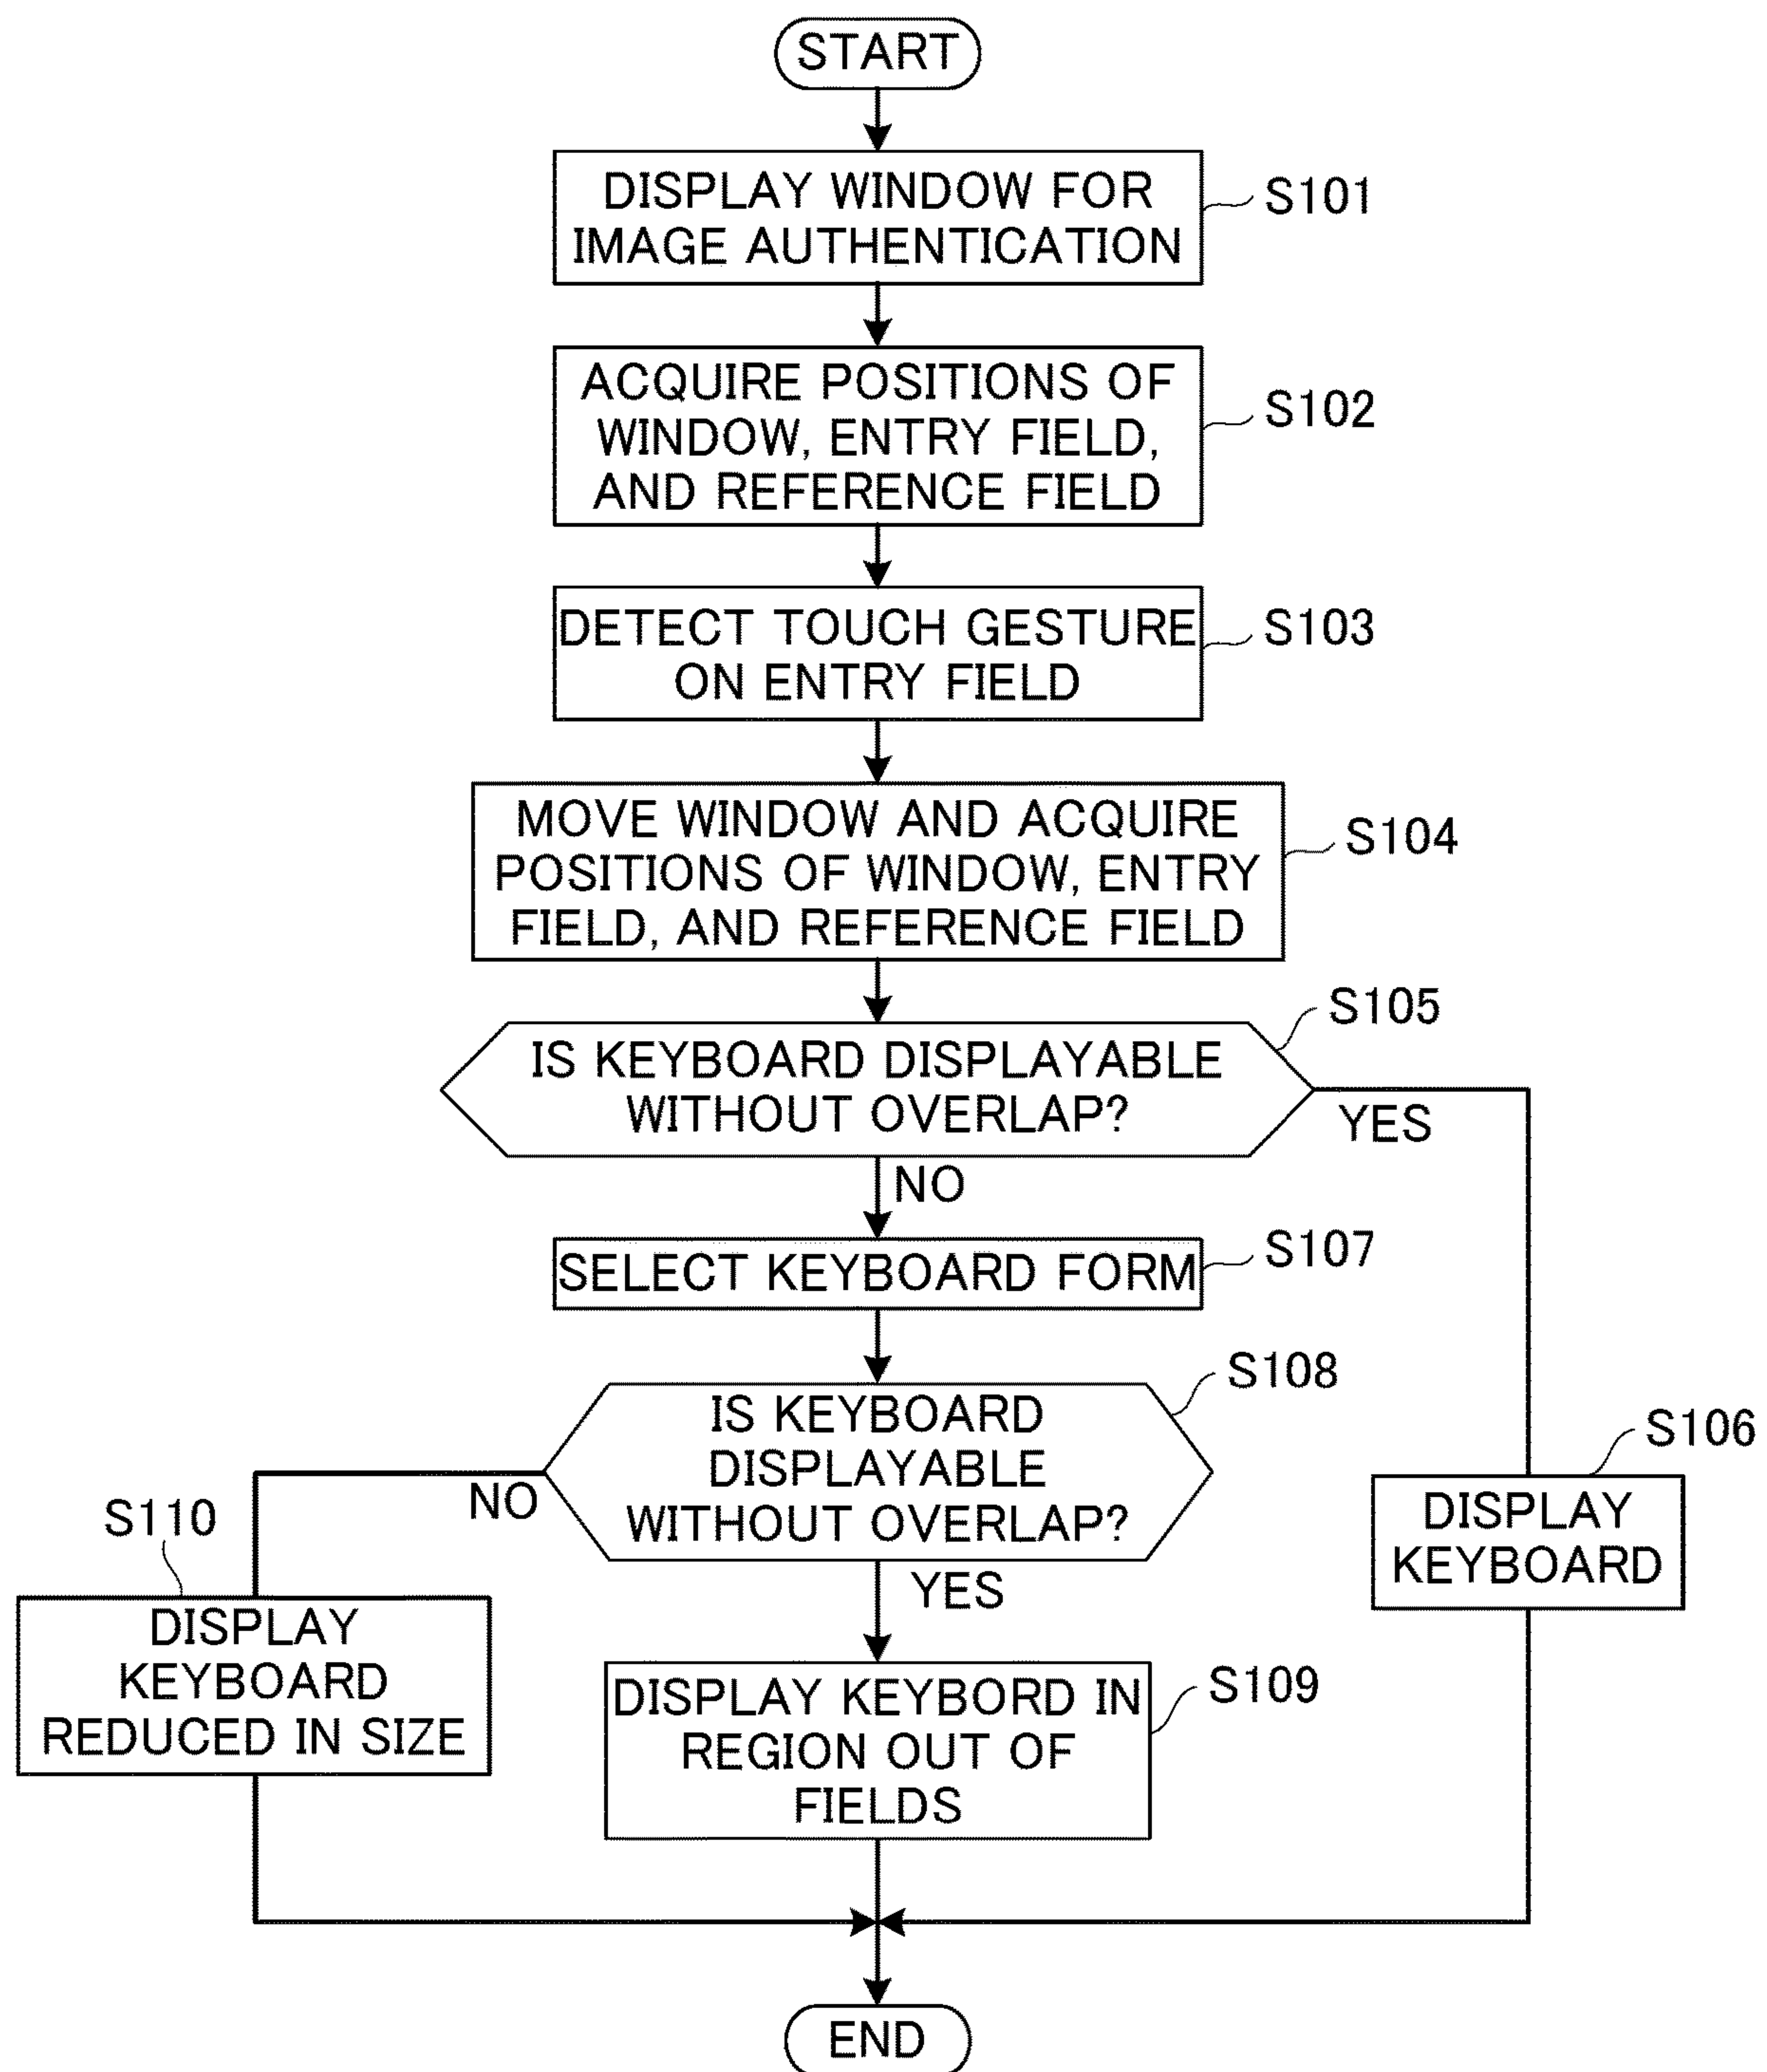 START
DISPLAY WINDOW FOR
IMAGE AUTHENTICATION
S101
ACQUIRE POSITIONS OF
WINDOW, ENTRY FIELD,
AND REFERENCE FIELD
S102
DETECT TOUCH GESTURE
ON ENTRY FIELD
S103
MOVE WINDOW AND ACQUIRE
POSITIONS OF WINDOW, ENTRY
FIELD, AND REFERENCE FIELD
S104
IS KEYBOARD DISPLAYABLE
WITHOUT OVERLAP?
S105
YES
NO
SELECT KEYBOARD FORM
S107
IS KEYBOARD
DISPLAYABLE
WITHOUT OVERLAP?
S108
NO
YES
S106
DISPLAY
KEYBOARD
S110
DISPLAY
KEYBOARD
REDUCED IN SIZE
DISPLAY KEYBORD IN
REGION OUT OF
FIELDS
S109
END